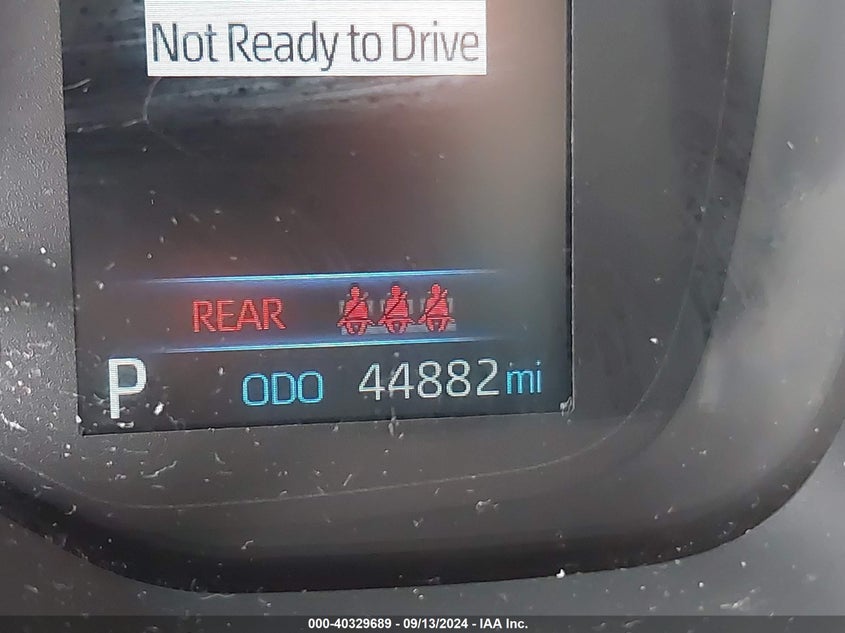 Not Ready to Drive
REAR
P ODO 44882 mi
000-40329689 - 09/13/2024 - IAA Inc.